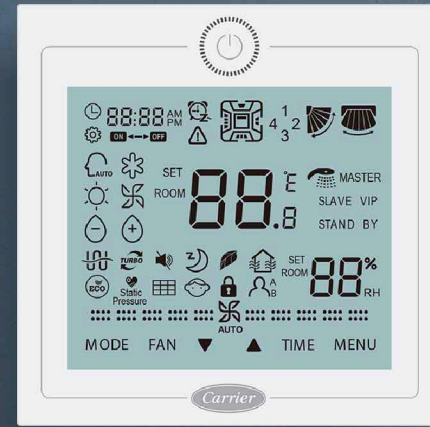 88:88 AM PM
ON OFF
4 1 2 3
AUTO
SET ROOM 88.8 °C °F
MASTER
SLAVE VIP
STAND BY
TURBO
SET ROOM 88% RH
ECO
Static Pressure
A B
AUTO
MODE FAN ▼ ▲ TIME MENU
Carrier